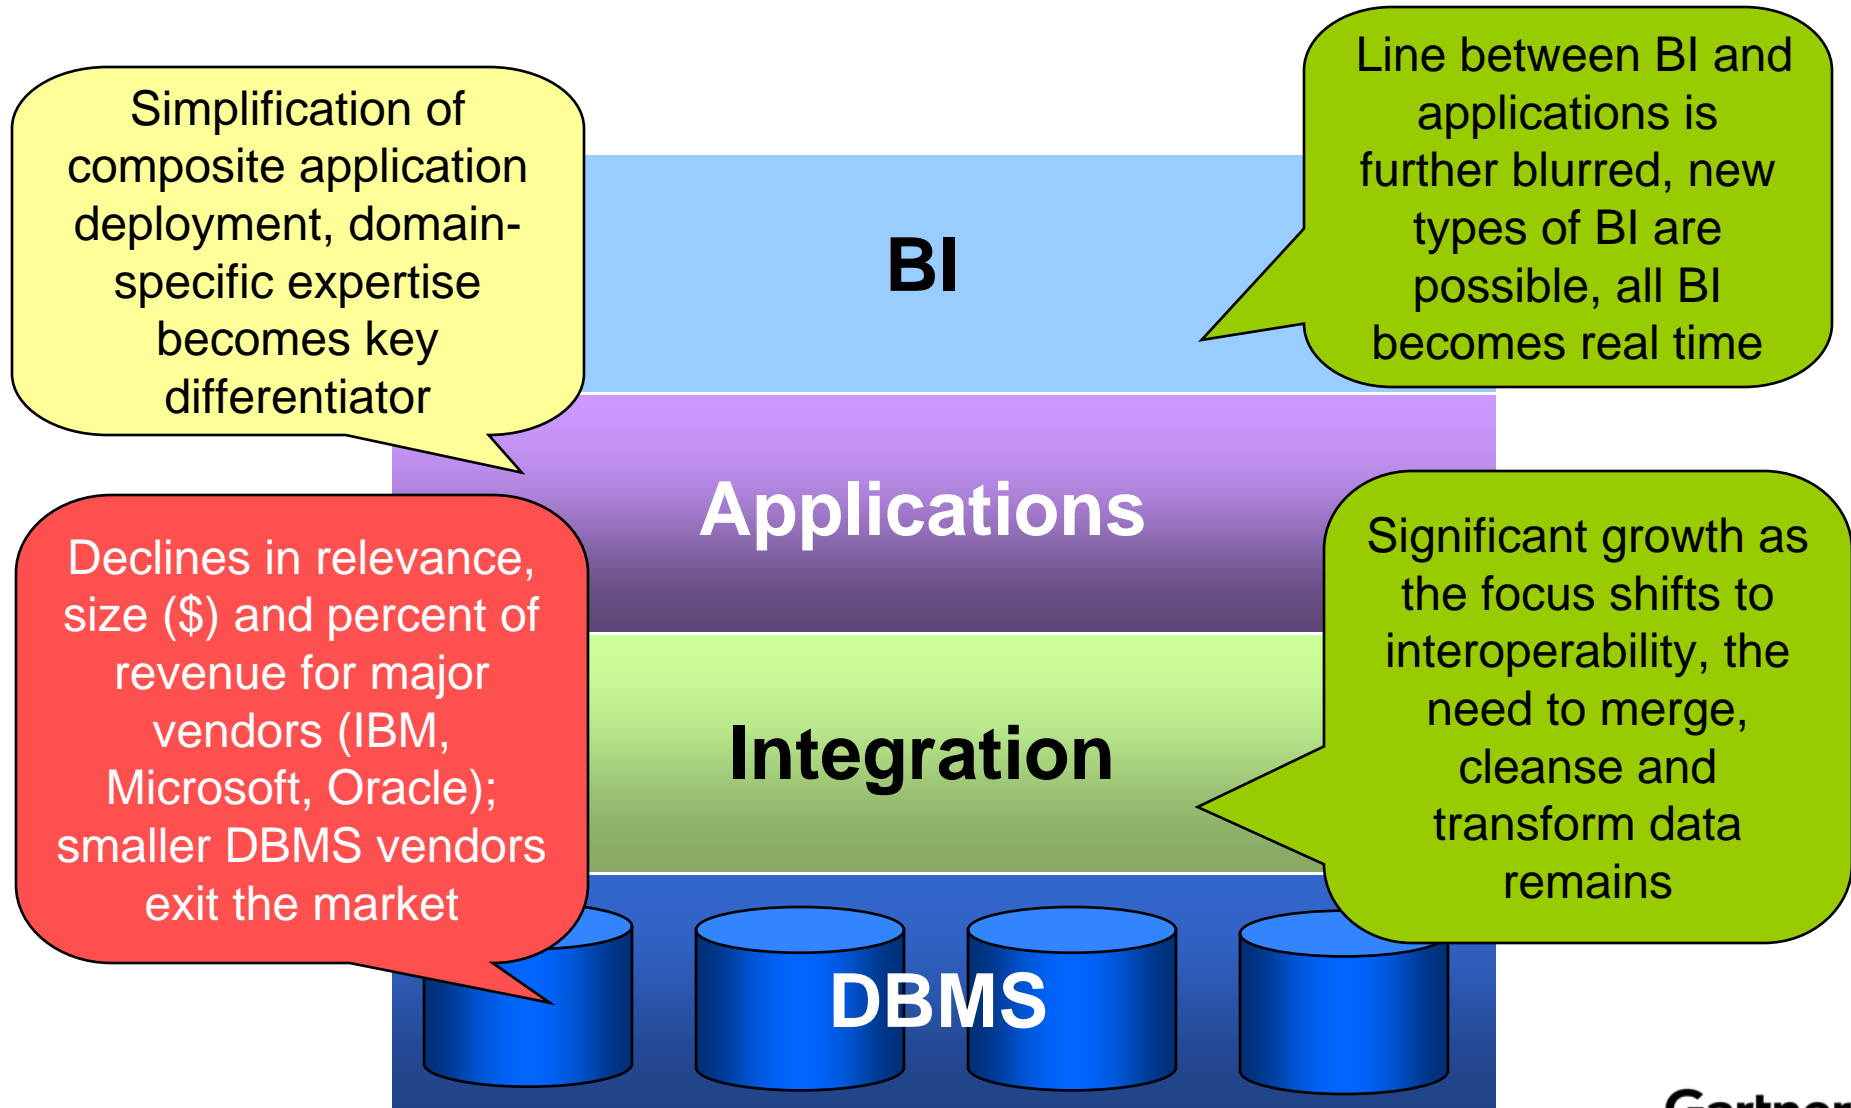 Simplification of
composite application
deployment, domain-
specific expertise
becomes key
differentiator
Line between BI and
applications is
further blurred, new
types of BI are
possible, all BI
becomes real time
BI
Applications
Declines in relevance,
size ($) and percent of
revenue for major
vendors (IBM,
Microsoft, Oracle);
smaller DBMS vendors
exit the market
Significant growth as
the focus shifts to
interoperability, the
need to merge,
cleanse and
transform data
remains
Integration
DBMS
Gartner